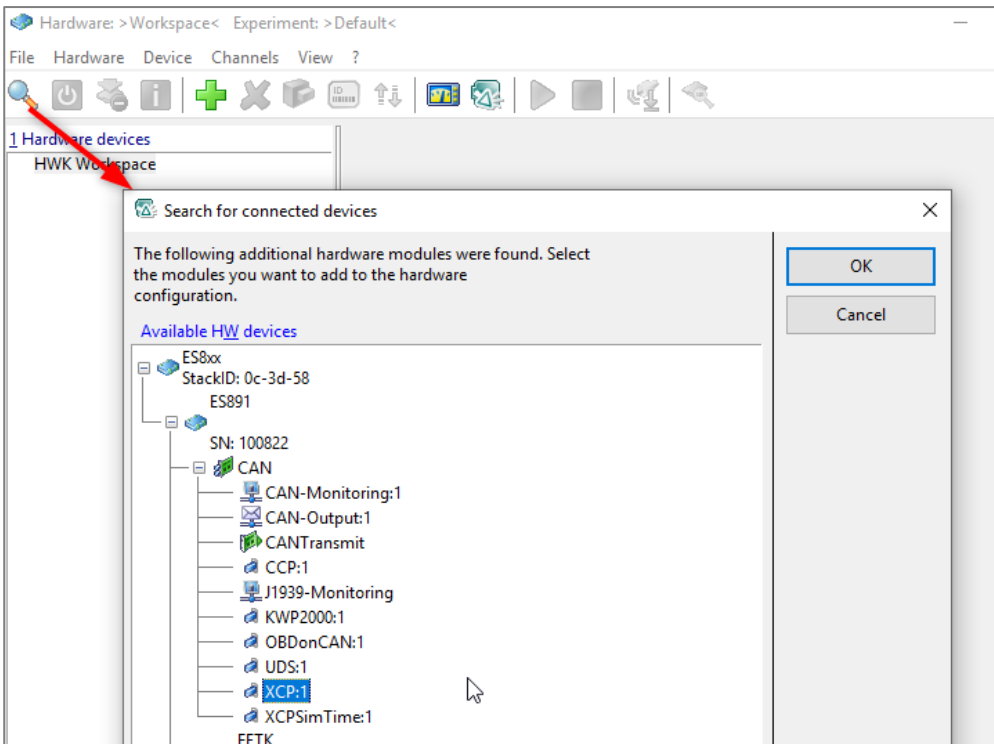 Hardware: >Workspace< Experiment: >Default<
File Hardware Device Channels View ?
ID
1 Hardware devices
HWK Workspace
Search for connected devices
The following additional hardware modules were found. Select
the modules you want to add to the hardware
configuration.
OK
Cancel
Available HW devices
ES8xx
StackID: 0c-3d-58
ES891
SN: 100822
CAN
CAN-Monitoring:1
CAN-Output:1
CANTransmit
CCP:1
J1939-Monitoring
KWP2000:1
OBDonCAN:1
UDS:1
XCP:1
XCPSimTime:1
FETK